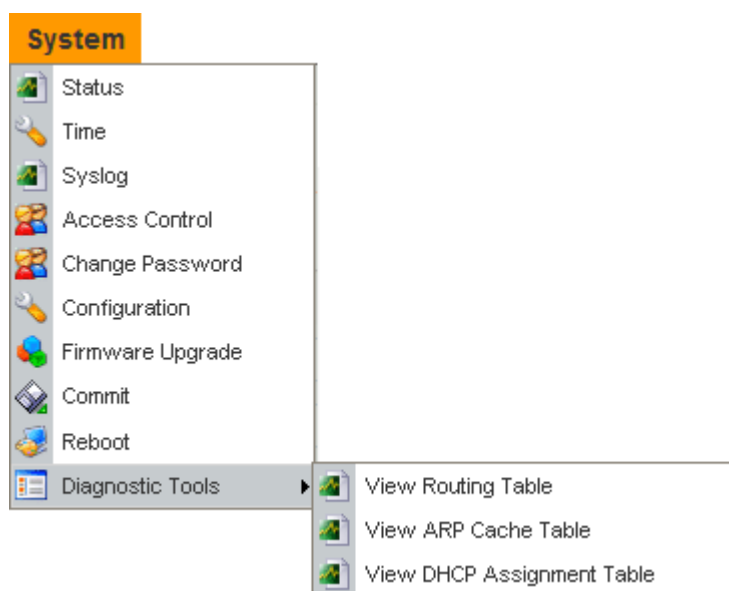 System
Status
Time
Syslog
Access Control
Change Password
Configuration
Firmware Upgrade
Commit
Reboot
Diagnostic Tools
View Routing Table
View ARP Cache Table
View DHCP Assignment Table